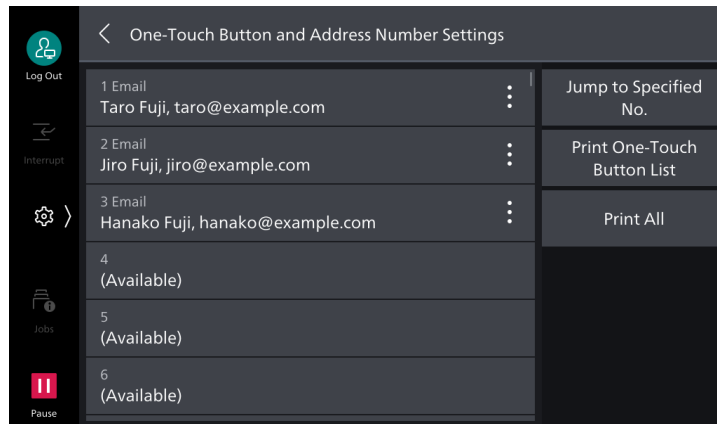 One-Touch Button and Address Number Settings
Log Out
Interrupt
Jobs
Pause
1 Email
Taro Fuji, taro@example.com
2 Email
Jiro Fuji, jiro@example.com
3 Email
Hanako Fuji, hanako@example.com
4
(Available)
5
(Available)
6
(Available)
Jump to Specified
No.
Print One-Touch
Button List
Print All